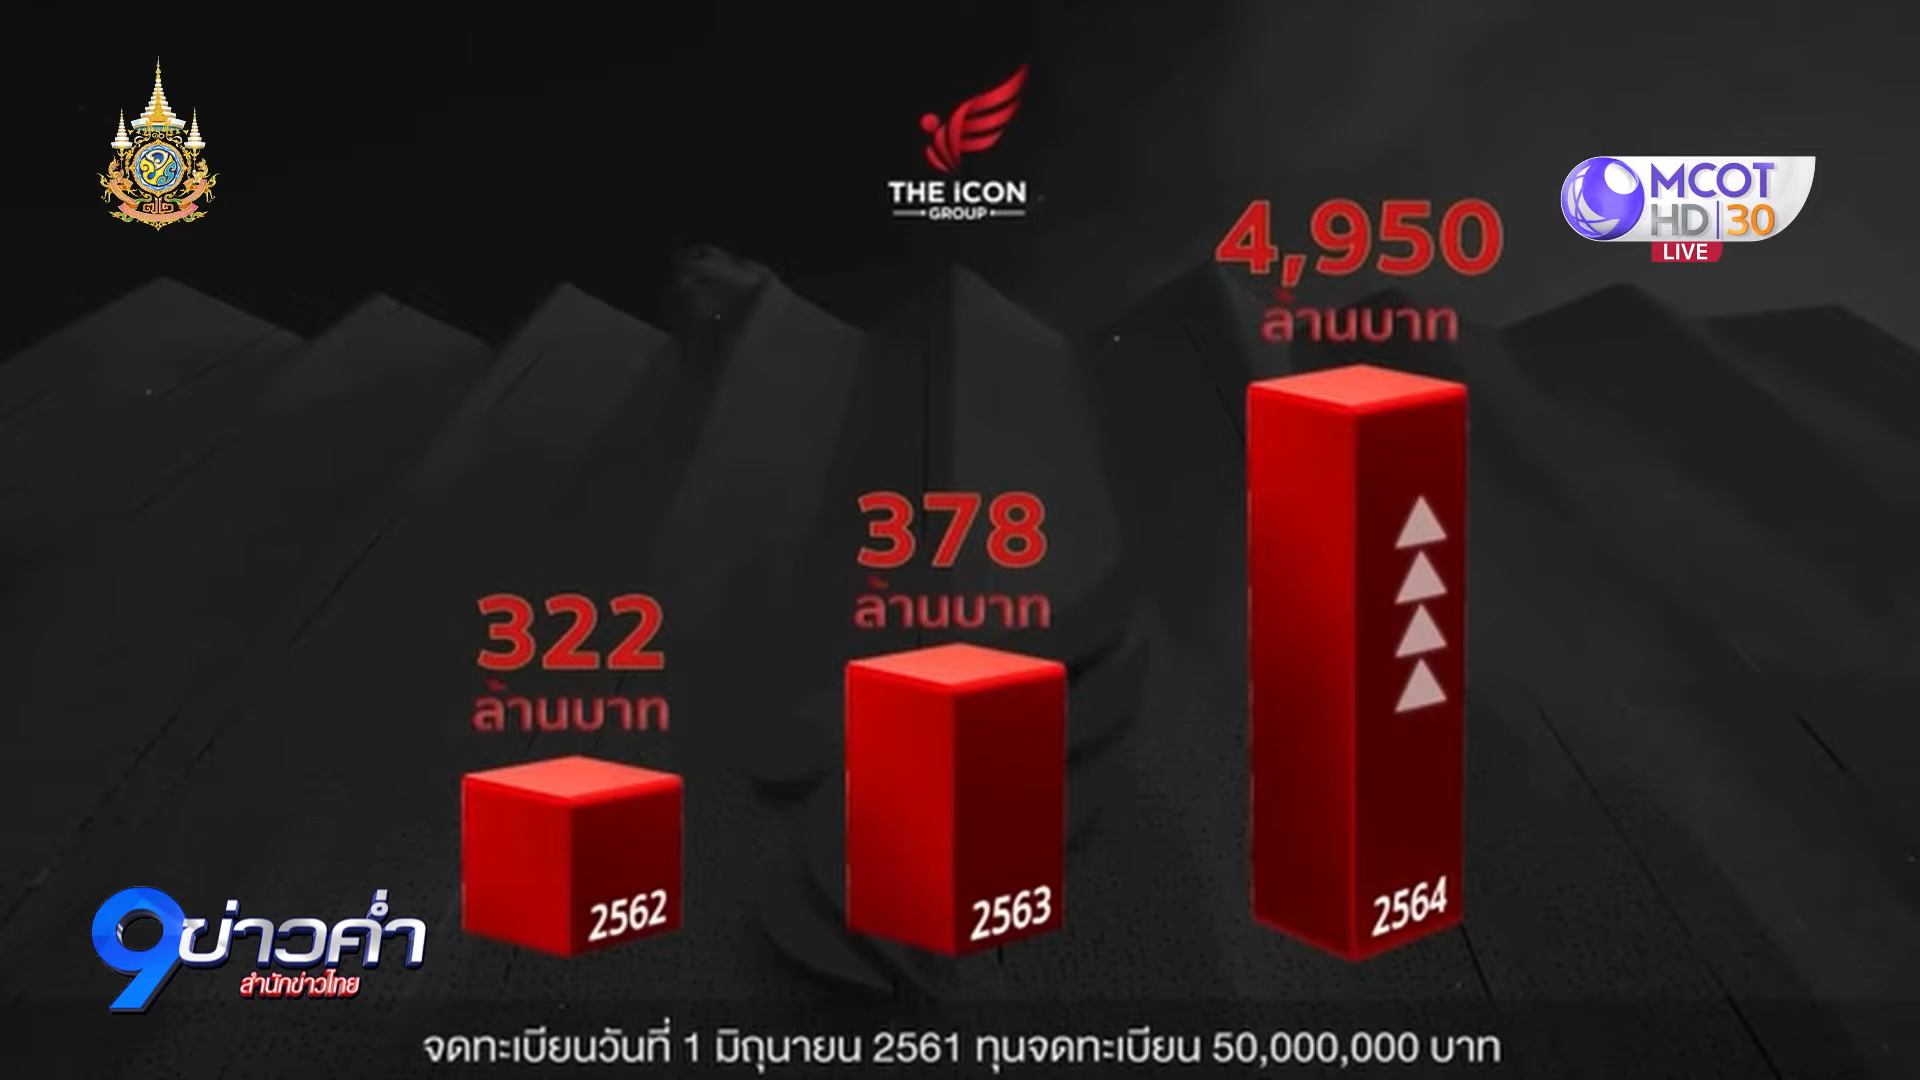 THE iCON
GROUP
MCOT
HD 30
LIVE
4,950
ล้านบาท
378
ล้านบาท
322
ล้านบาท
2562
2563
2564
9ข่าวค่ำ
สำนักข่าวไทย
จดทะเบียนวันที่ 1 มิถุนายน 2561 ทุนจดทะเบียน 50,000,000 บาท